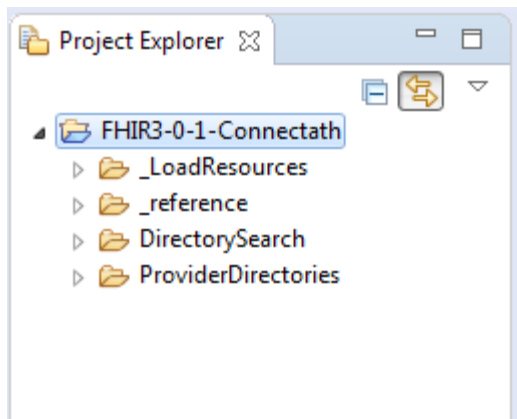 Project Explorer
FHIR3-0-1-Connectath
_LoadResources
_reference
DirectorySearch
ProviderDirectories